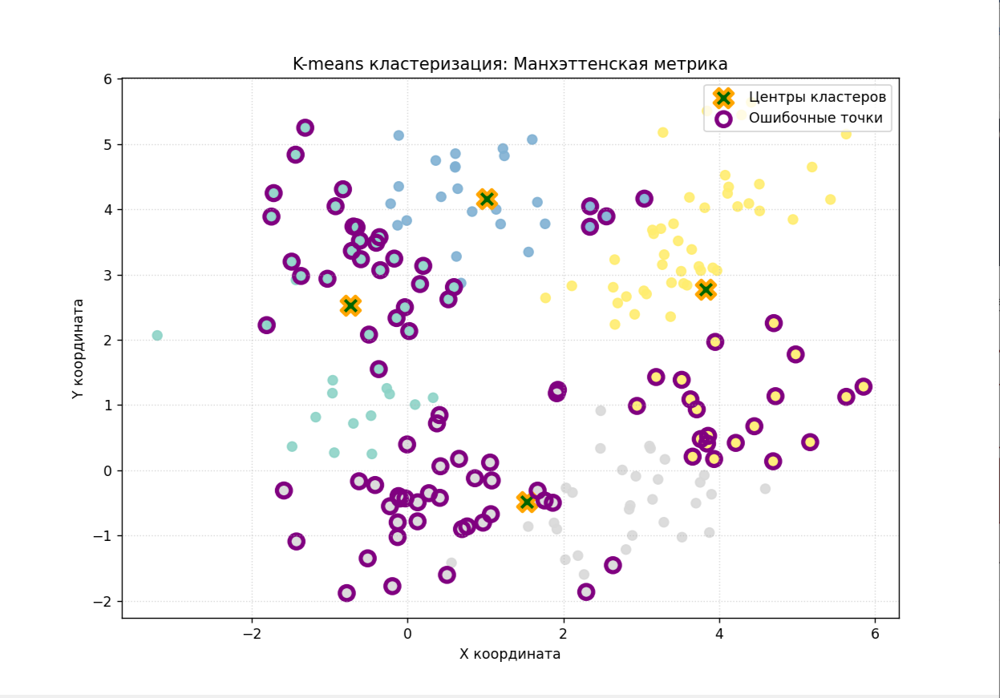 K-means кластеризация: Манхэттенская метрика
Центры кластеров
Ошибочные точки
6
5
4
3
2
1
0
−1
−2
Y координата
−2
0
2
4
6
X координата